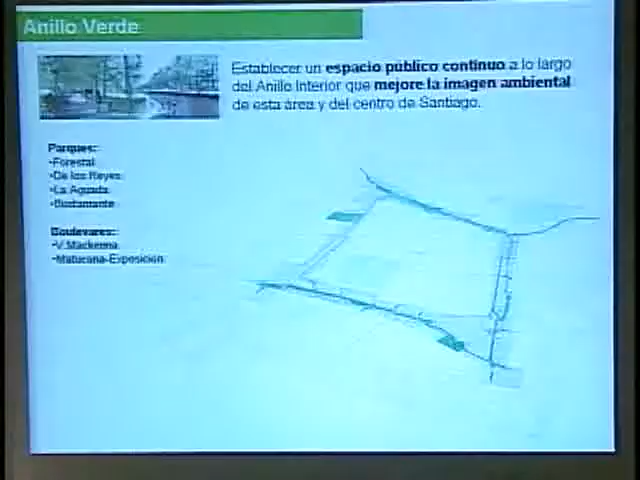 Anillo Verde
Establecer un espacio público continuo a lo largo
del Anillo Interior que mejore la imagen ambiental
de esta área y del centro de Santiago.
Parques:
•Forestal
•De los Reyes
•La Aguada
•Bustamante
Boulevares:
•V.Mackenna
•Matucana-Exposición